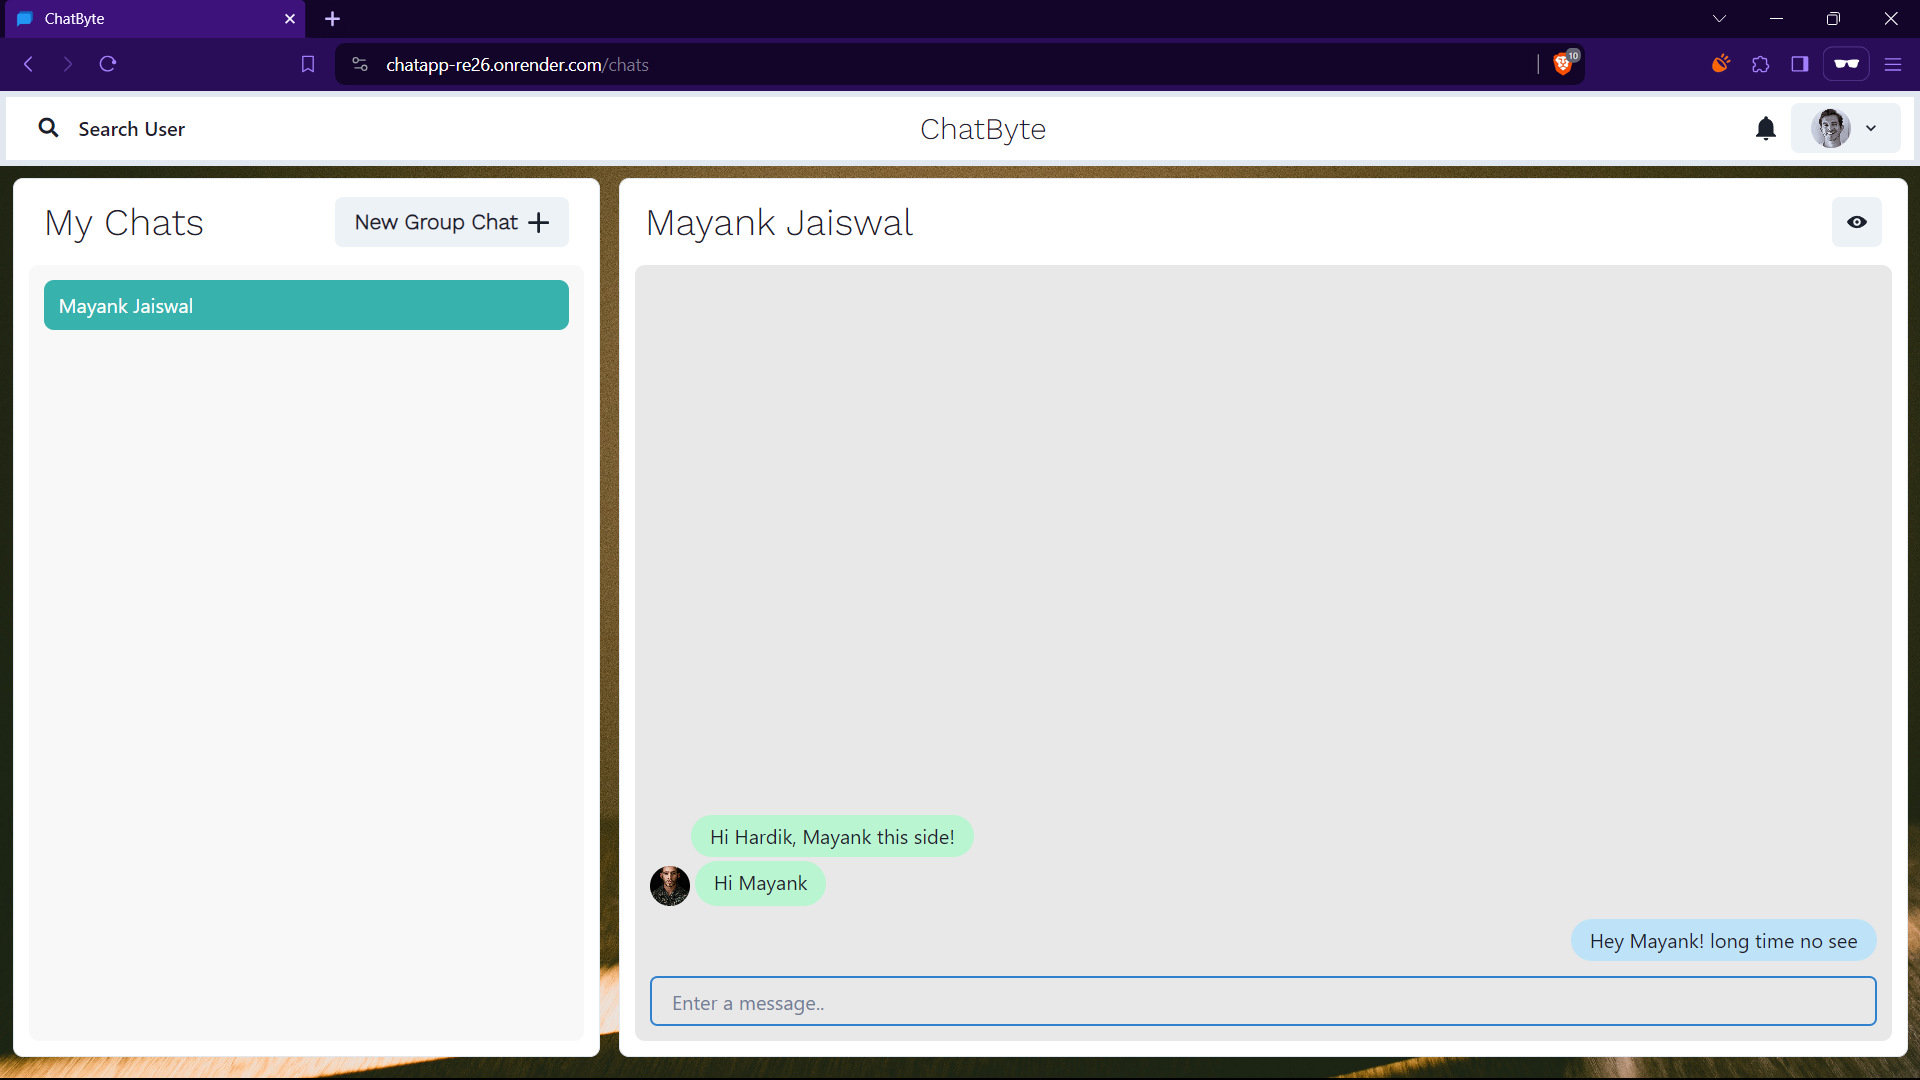 ChatByte
chatapp-re26.onrender.com/chats
10
Search User
ChatByte
My Chats
New Group Chat
Mayank Jaiswal
Mayank Jaiswal
Hi Hardik, Mayank this side!
Hi Mayank
Hey Mayank! long time no see
Enter a message..